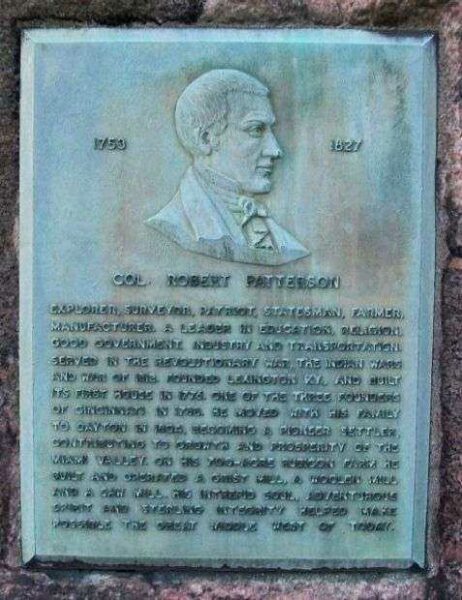 1753
1827
COL. ROBERT PATTERSON
EXPLORER, SURVEYOR, PATRIOT, STATESMAN, FARMER,
MANUFACTURER. A LEADER IN EDUCATION, RELIGION,
GOOD GOVERNMENT, INDUSTRY AND TRANSPORTATION.
SERVED IN THE REVOLUTIONARY WAR, THE INDIAN WARS
AND WAR OF 1812. FOUNDED LEXINGTON KY. AND BUILT
ITS FIRST HOUSE IN 1775. ONE OF THE THREE FOUNDERS
OF CINCINNATI IN 1788. HE MOVED WITH HIS FAMILY
TO DAYTON IN BECOMING A PIONEER SETTLER,
CONTRIBUTING TO GROWTH AND PROSPERITY OF THE
MIAMI VALLEY. ON HIS RUBICON FARM HE
BUILT AND OPERATED A GRIST MILL, A WOOLEN MILL
AND A SAW MILL. HIS INTREPID SOUL, ADVENTUROUS
SPIRIT AND STERLING INTEGRITY HELPED MAKE
POSSIBLE THE GREAT MIDDLE WEST OF TODAY.